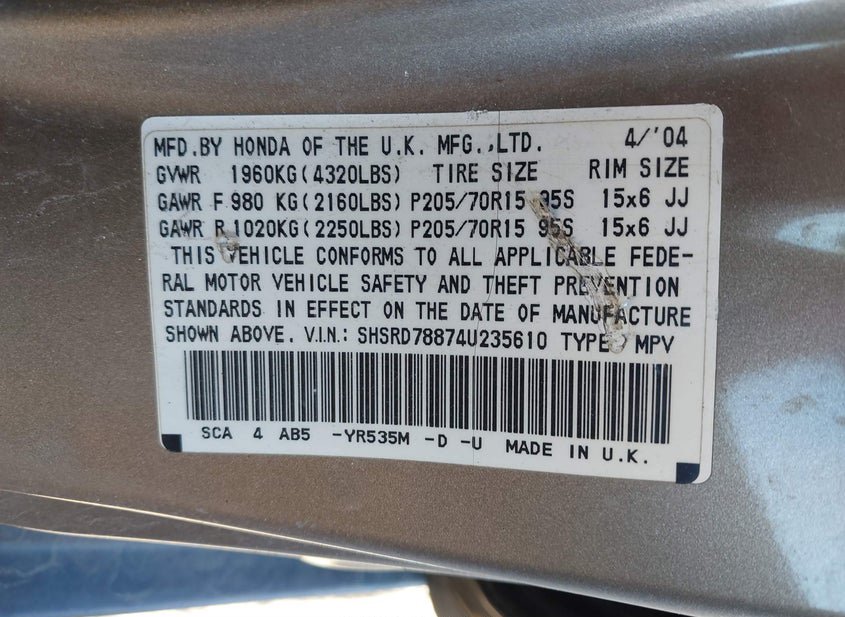 MFD.BY HONDA OF THE U.K. MFG.,LTD. 4/'04
GVWR 1960KG(4320LBS) TIRE SIZE RIM SIZE
GAWR F 980 KG(2160LBS) P205/70R15 95S 15x6 JJ
GAWR R 1020KG(2250LBS) P205/70R15 95S 15x6 JJ
THIS VEHICLE CONFORMS TO ALL APPLICABLE FEDE-
RAL MOTOR VEHICLE SAFETY AND THEFT PREVENTION
STANDARDS IN EFFECT ON THE DATE OF MANUFACTURE
SHOWN ABOVE. V.I.N.: SHSRD78874U235610 TYPE: MPV
SCA 4 AB5 -YR535M -D -U MADE IN U.K.